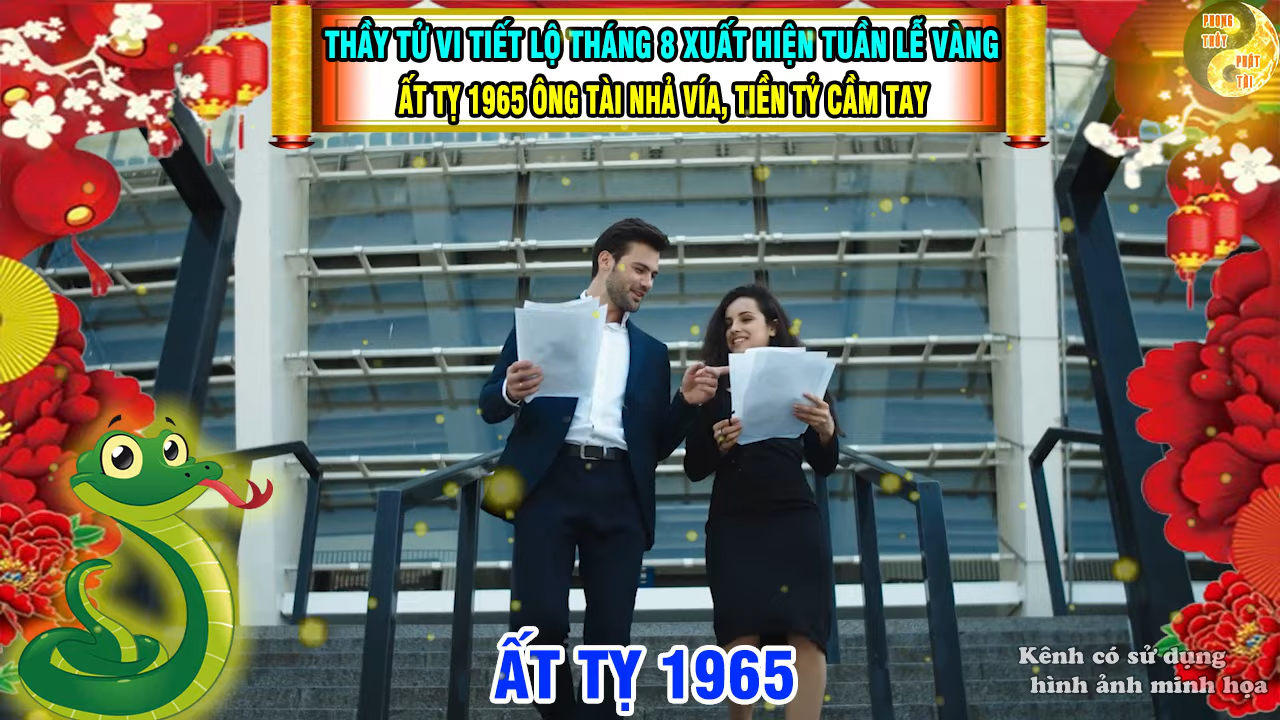 THẦY TỬ VI TIẾT LỘ THÁNG 8 XUẤT HIỆN TUẦN LỄ VÀNG
ẤT TỴ 1965 ÔNG TÀI NHẢ VÍA, TIỀN TỶ CẦM TAY
PHONG
THỦY
PHÁT
TÀI
ẤT TỴ 1965
Kênh có sử dụng
hình ảnh minh họa